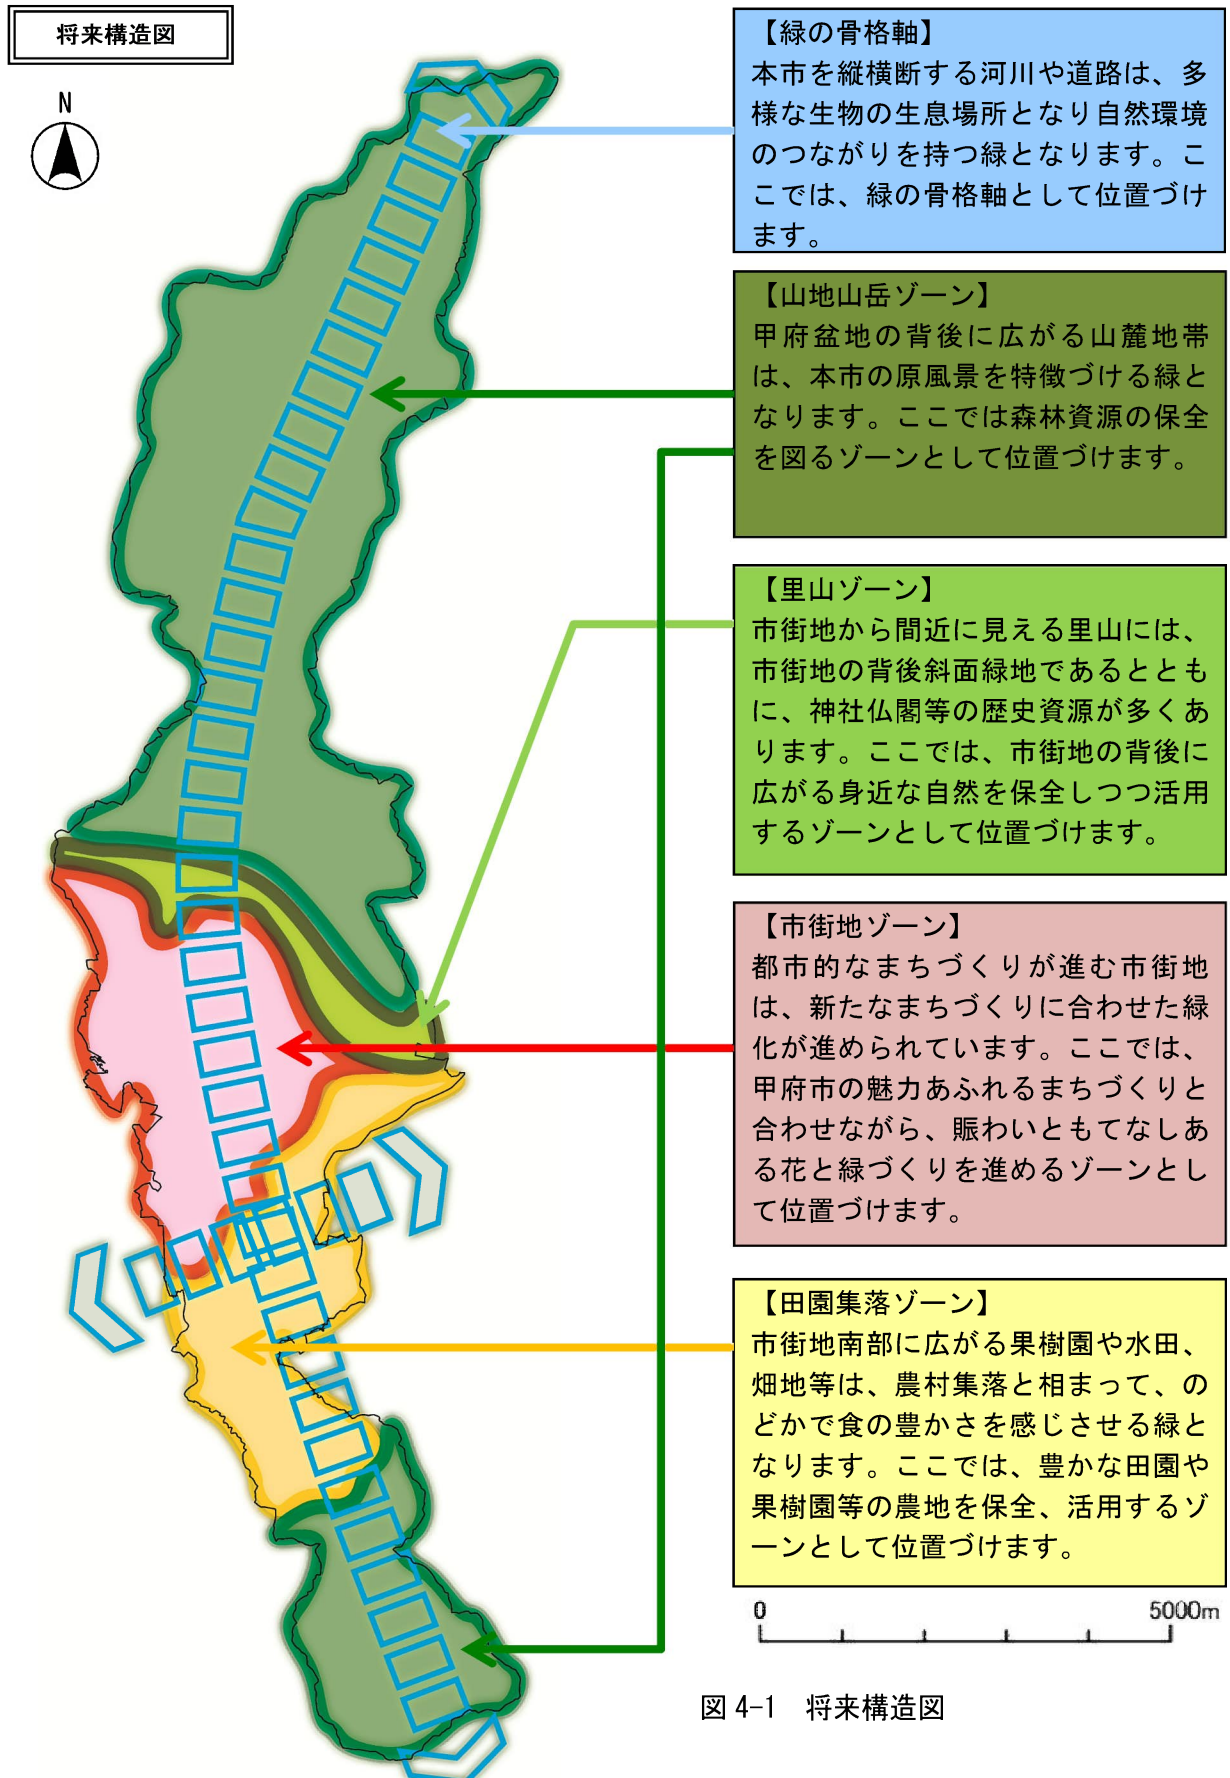 将来構造図
N
【緑の骨格軸】
本市を縦横断する河川や道路は、多
様な生物の生息場所となり自然環境
のつながりを持つ緑となります。こ
こでは、緑の骨格軸として位置づけ
ます。
【山地山岳ゾーン】
甲府盆地の背後に広がる山麓地帯
は、本市の原風景を特徴づける緑と
なります。ここでは森林資源の保全
を図るゾーンとして位置づけます。
【里山ゾーン】
市街地から間近に見える里山には、
市街地の背後斜面緑地であるととも
に、神社仏閣等の歴史資源が多くあ
ります。ここでは、市街地の背後に
広がる身近な自然を保全しつつ活用
するゾーンとして位置づけます。
【市街地ゾーン】
都市的なまちづくりが進む市街地
は、新たなまちづくりに合わせた緑
化が進められています。ここでは、
甲府市の魅力あふれるまちづくりと
合わせながら、賑わいともてなしあ
る花と緑づくりを進めるゾーンとし
て位置づけます。
【田園集落ゾーン】
市街地南部に広がる果樹園や水田、
畑地等は、農村集落と相まって、の
どかで食の豊かさを感じさせる緑と
なります。ここでは、豊かな田園や
果樹園等の農地を保全、活用するゾ
ーンとして位置づけます。
0 5000m
図 4-1 将来構造図